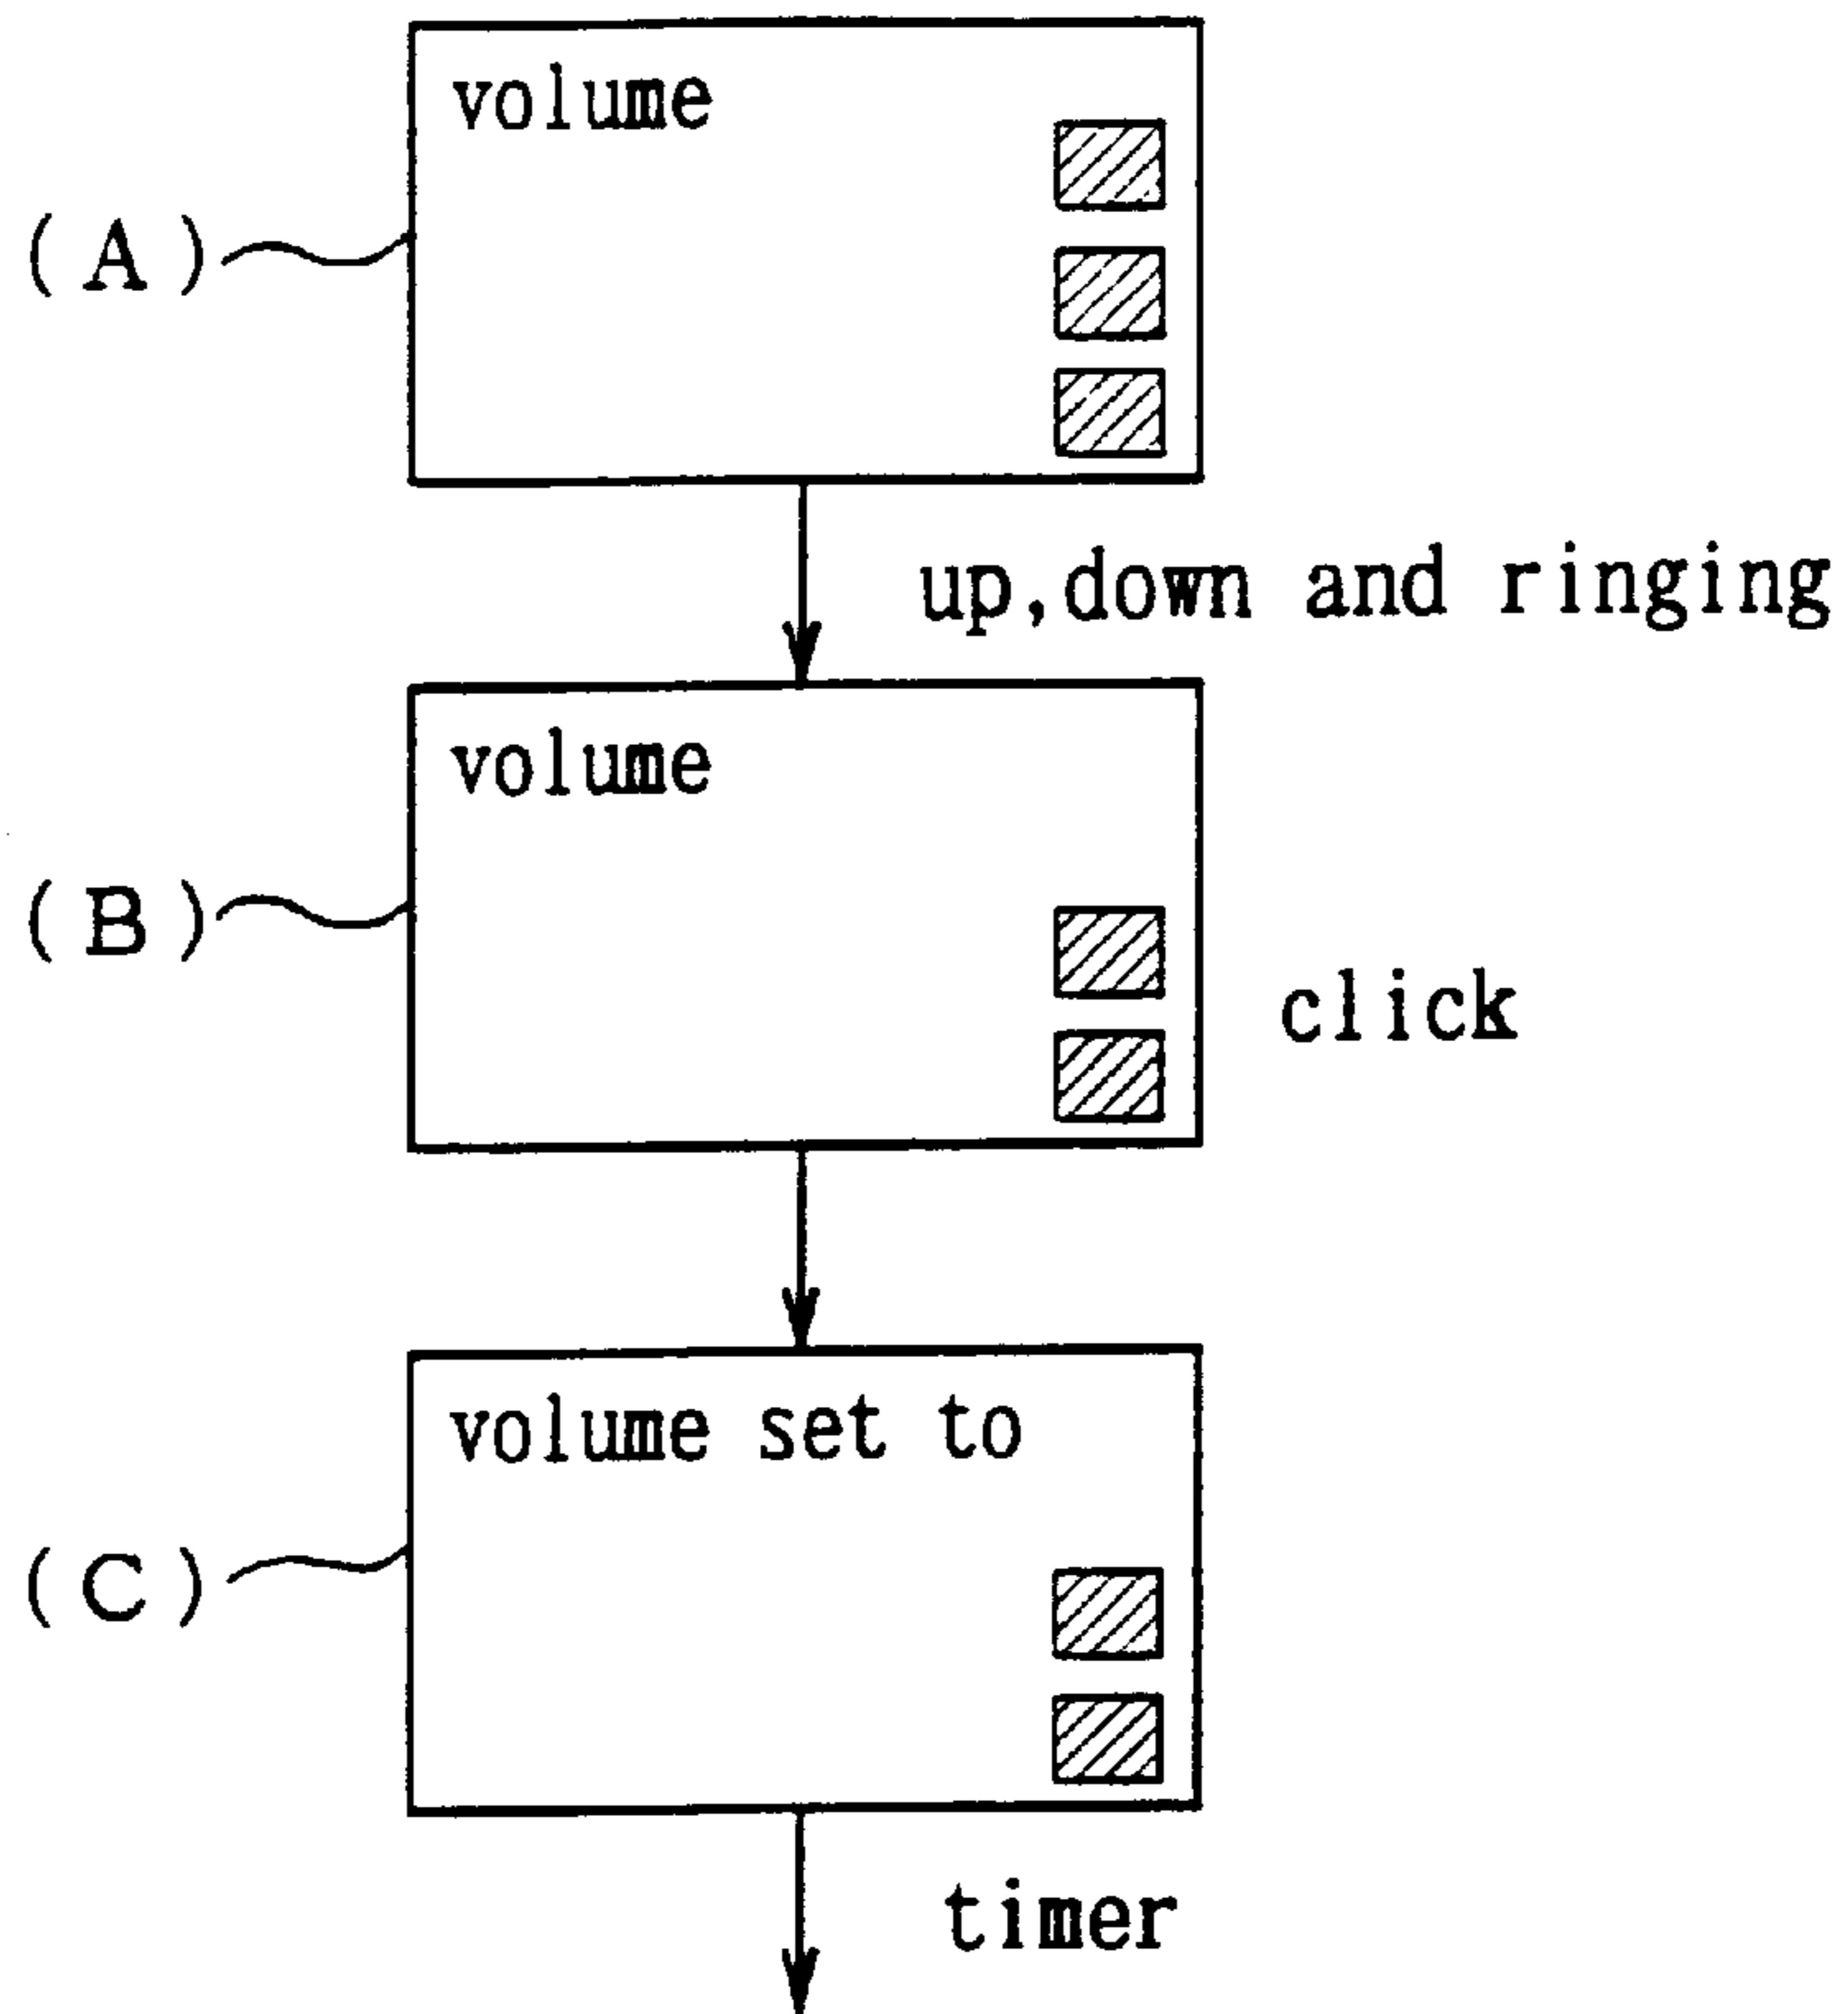 volume
(A)
up,down and ringing
volume
(B)
click
volume set to
(C)
timer